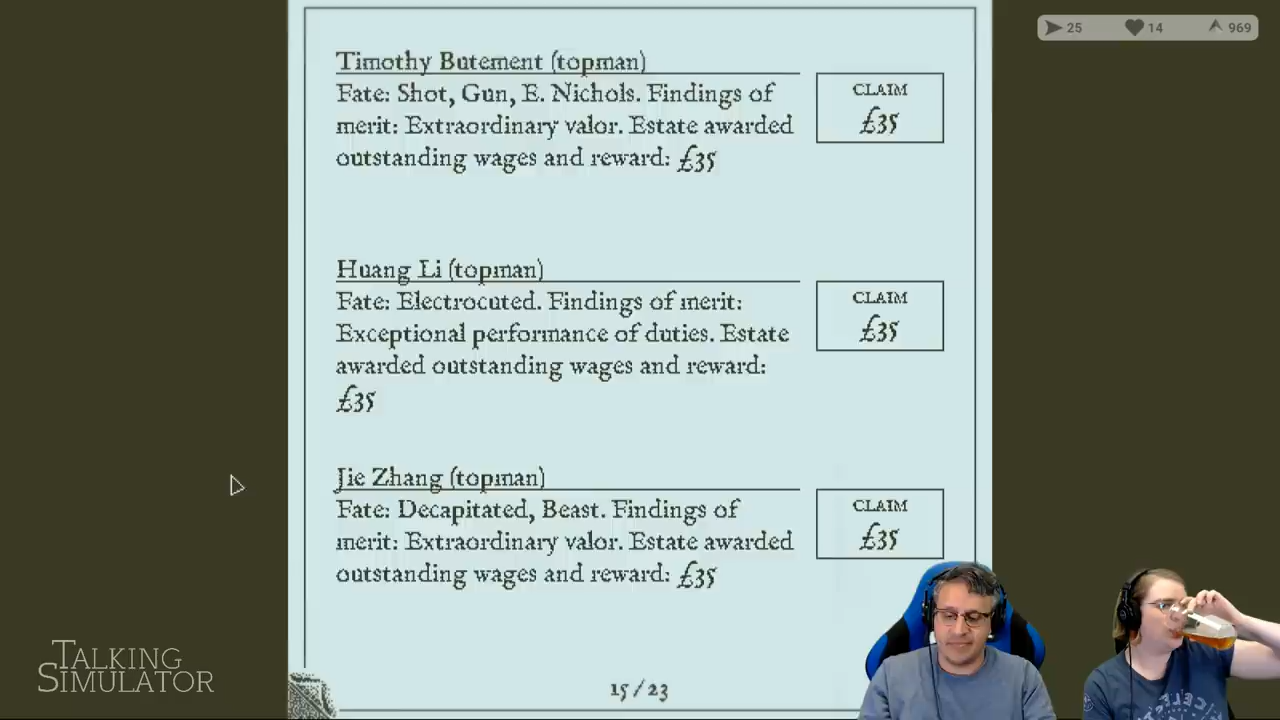 25 14 969
Timothy Butement (topman)
Fate: Shot, Gun, E. Nichols. Findings of
merit: Extraordinary valor. Estate awarded
outstanding wages and reward: £35
CLAIM
£35
Huang Li (topman)
Fate: Electrocuted. Findings of merit:
Exceptional performance of duties. Estate
awarded outstanding wages and reward:
£35
CLAIM
£35
Jie Zhang (topman)
Fate: Decapitated, Beast. Findings of
merit: Extraordinary valor. Estate awarded
outstanding wages and reward: £35
CLAIM
£35
15 / 23
TALKING
SIMULATOR